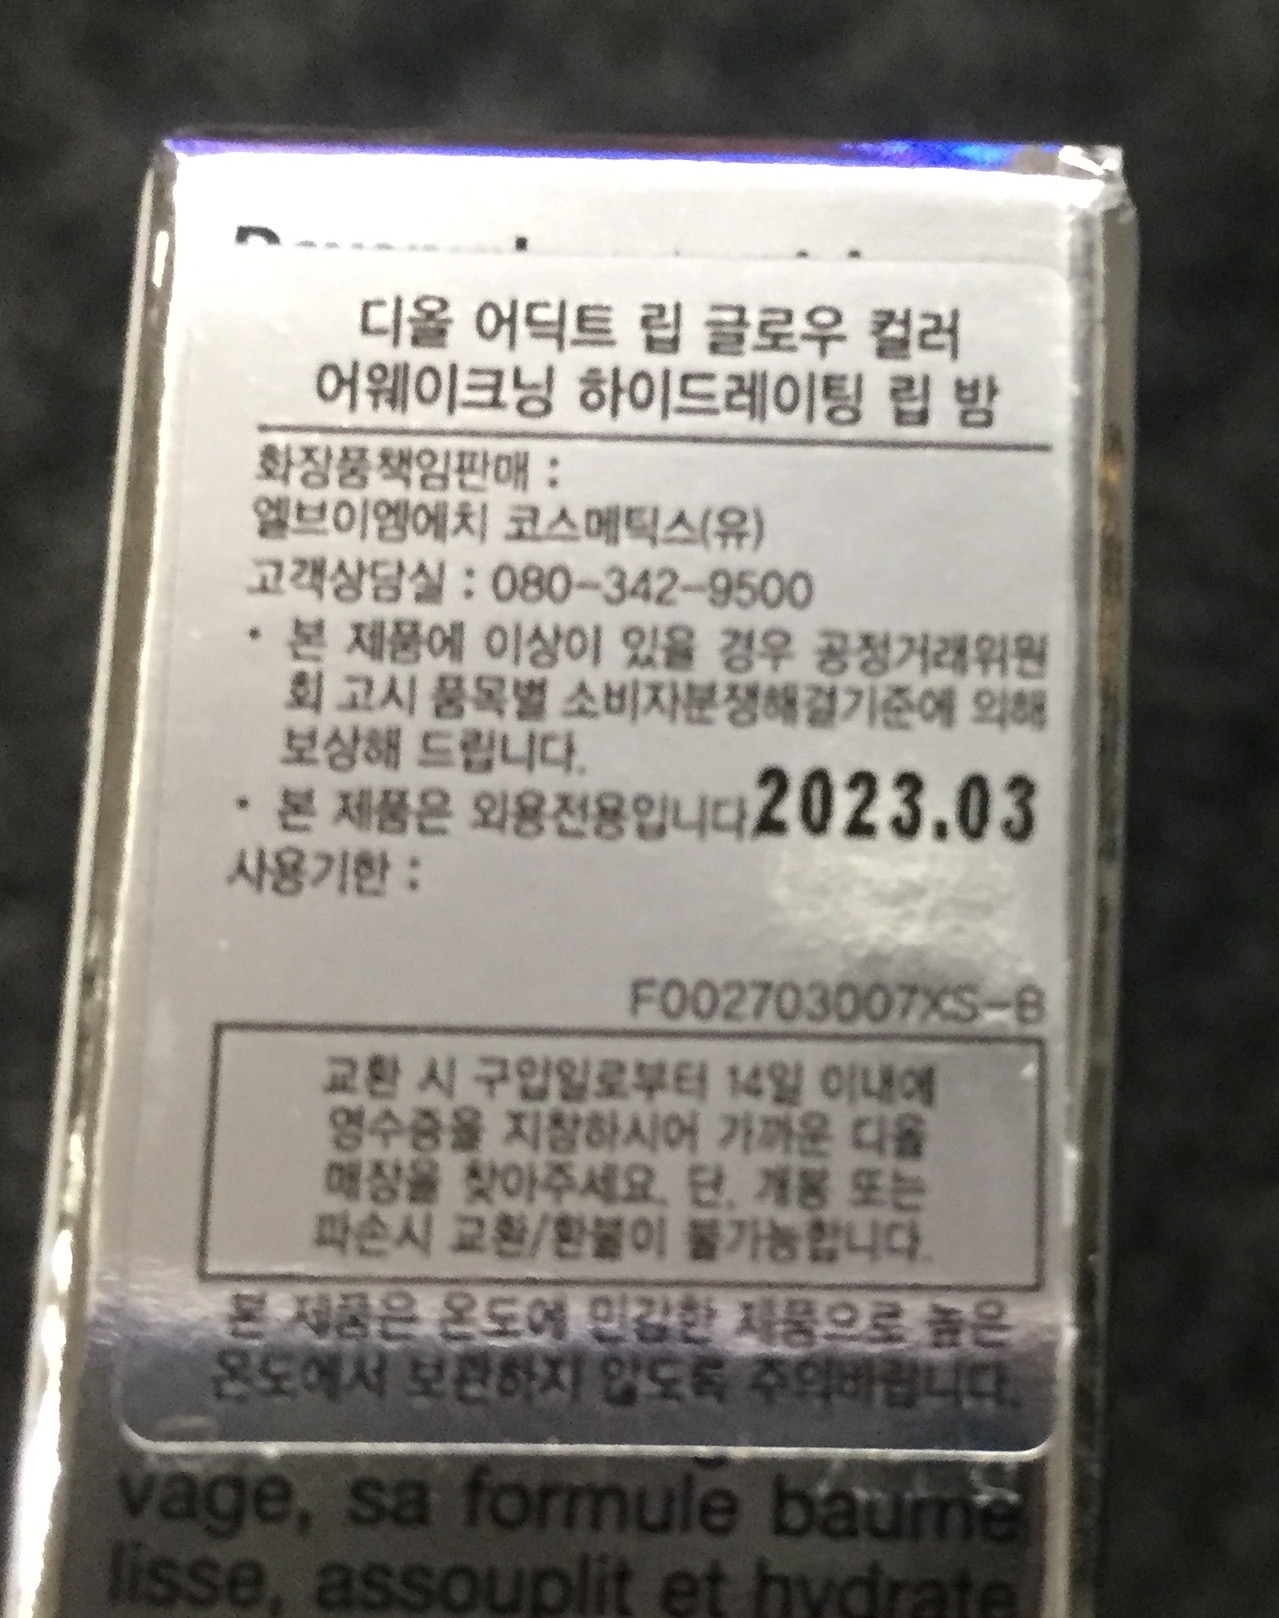 디올 어딕트 립 글로우 컬러
어웨이크닝 하이드레이팅 립 밤
화장품책임판매 :
엘브이엠에치 코스메틱스(유)
고객상담실 : 080-342-9500
· 본 제품에 이상이 있을 경우 공정거래위원
회 고시 품목별 소비자분쟁해결기준에 의해
보상해 드립니다.
· 본 제품은 외용전용입니다.
2023.03
사용기한 :
F002703007XS-B
교환 시 구입일로부터 14일 이내에
영수증을 지참하시어 가까운 디올
매장을 찾아주세요. 단, 개봉 또는
파손시 교환/환불이 불가능합니다.
본 제품은 온도에 민감한 제품으로 높은
온도에서 보관하지 않도록 주의바랍니다.
vage, sa formule baume
lisse, assouplit et hydrate